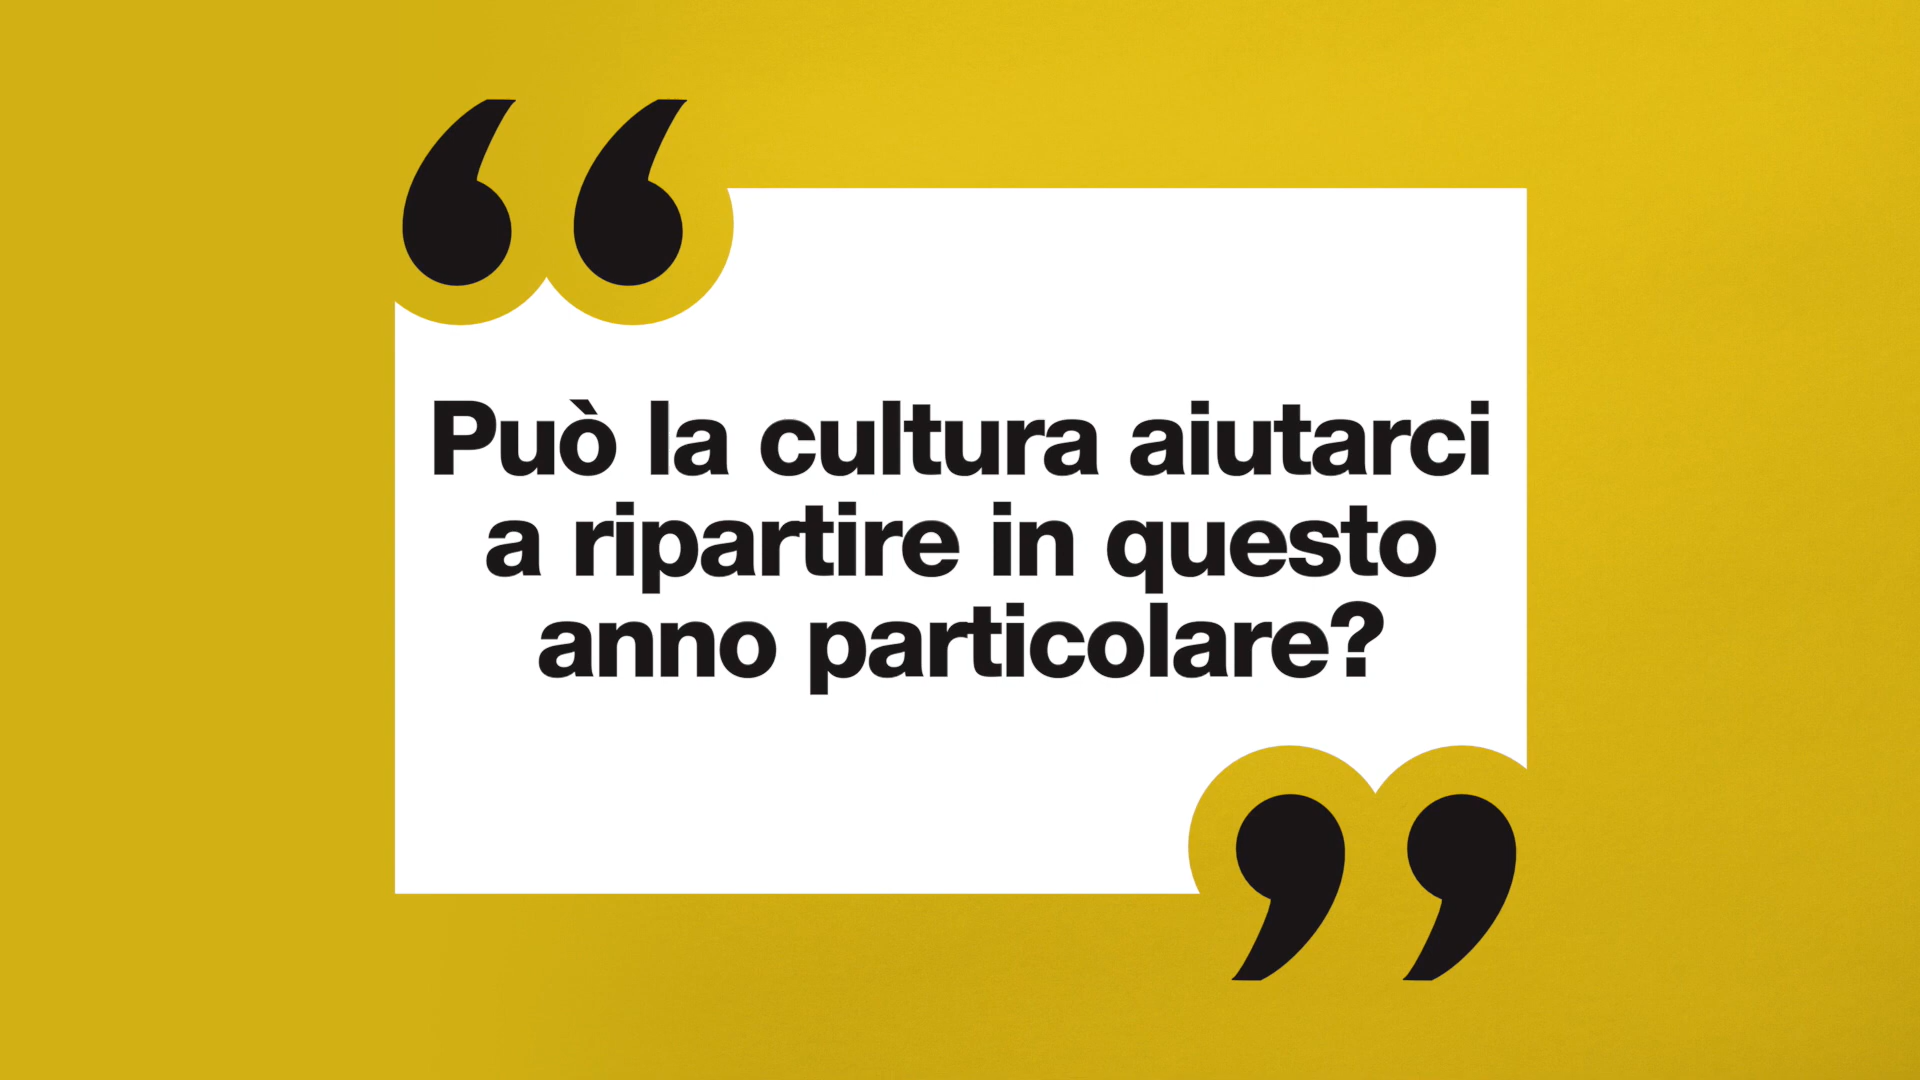 “
Può la cultura aiutarci
a ripartire in questo
anno particolare?
”